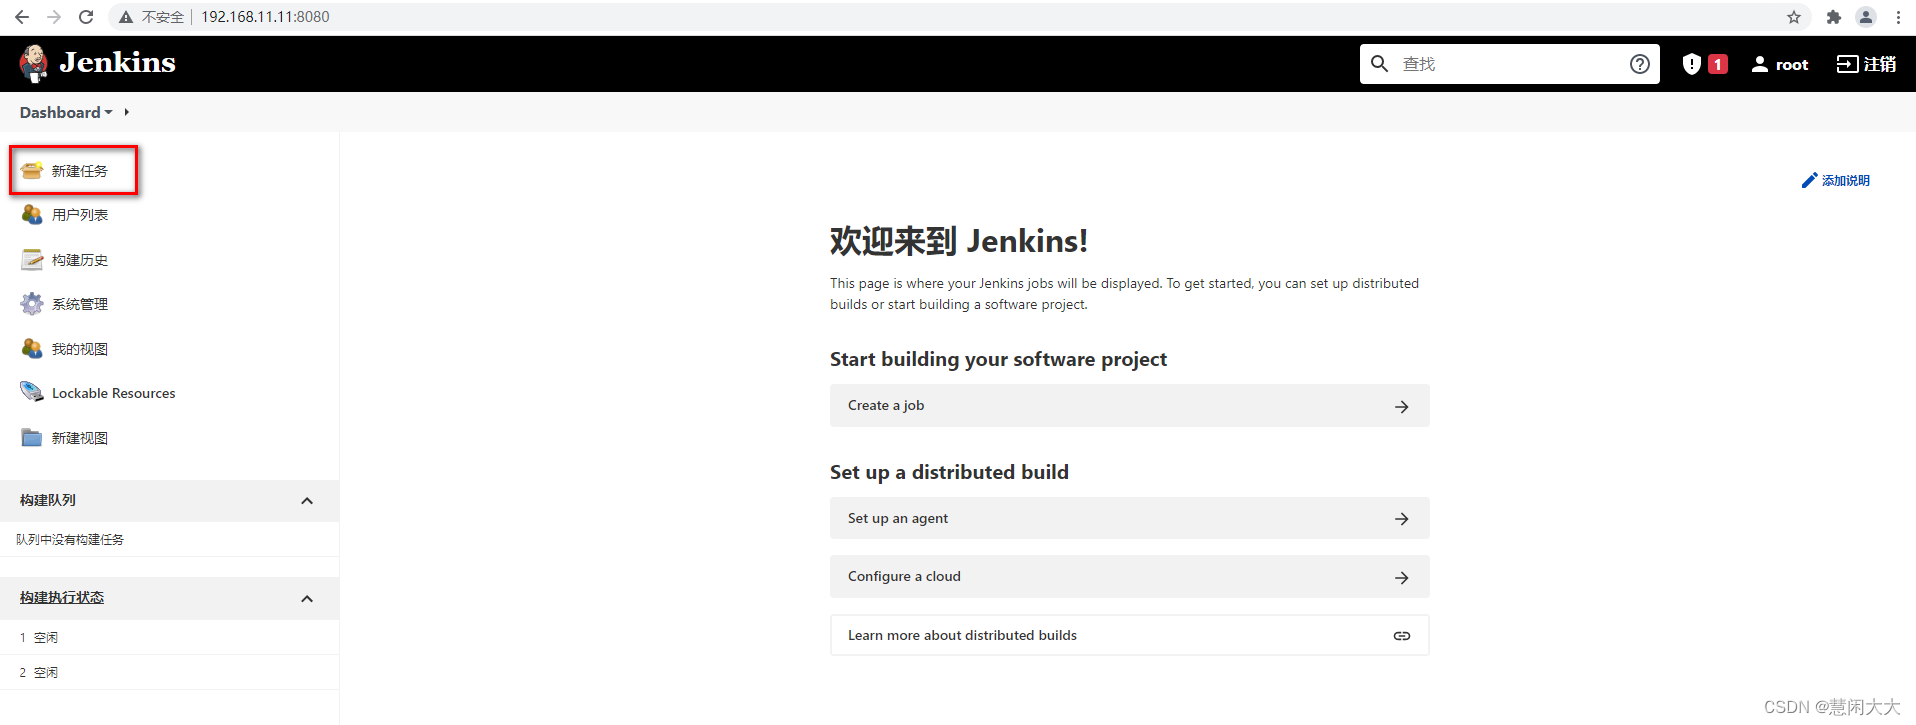 不安全 192.168.11.11:8080
Jenkins
查找
1
root
注销
Dashboard
新建任务
用户列表
构建历史
系统管理
我的视图
Lockable Resources
新建视图
构建队列
队列中没有构建任务
构建执行状态
1 空闲
2 空闲
添加说明
欢迎来到 Jenkins!
This page is where your Jenkins jobs will be displayed. To get started, you can set up distributed
builds or start building a software project.
Start building your software project
Create a job
Set up a distributed build
Set up an agent
Configure a cloud
Learn more about distributed builds
CSDN @慧闲大大